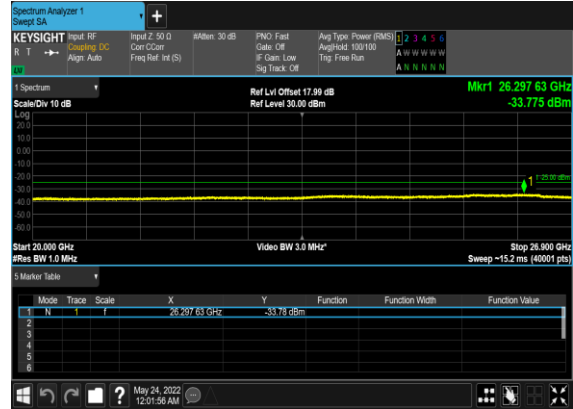 Spectrum Analyzer 1
Swept SA
+
KEYSIGHT
R T
LM
Input: RF
Coupling: DC
Align: Auto
Input Z: 50 Ω
Corr CCorr
Freq Ref: Int (S)
#Atten: 30 dB
PNO: Fast
Gate: Off
IF Gain: Low
Sig Track: Off
Avg Type: Power (RMS)
Avg|Hold: 100/100
Trig: Free Run
1 2 3 4 5 6
A W W W W W
A N N N N N
1 Spectrum
Scale/Div 10 dB
Ref Lvl Offset 17.99 dB
Ref Level 30.00 dBm
Mkr1 26.297 63 GHz
-33.775 dBm
Log
20.0
10.0
0.00
-10.0
-20.0
-30.0
-40.0
-50.0
-60.0
1
-25.00 dBm
Start 20.000 GHz
#Res BW 1.0 MHz
Video BW 3.0 MHz*
Stop 26.900 GHz
Sweep ~15.2 ms (40001 pts)
5 Marker Table
Mode Trace Scale X Y Function Function Width Function Value
1 N 1 f 26.297 63 GHz -33.78 dBm
2
3
4
5
6
?
May 24, 2022
12:01:56 AM